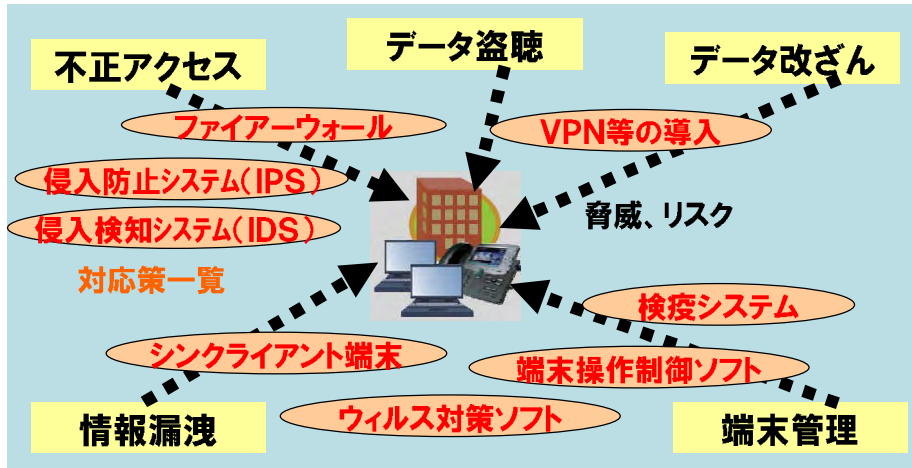 不正アクセス
データ盗聴
データ改ざん
ファイアーウォール
VPN等の導入
侵入防止システム(IPS)
侵入検知システム(IDS)
脅威、リスク
対応策一覧
検疫システム
シンクライアント端末
端末操作制御ソフト
情報漏洩
ウィルス対策ソフト
端末管理